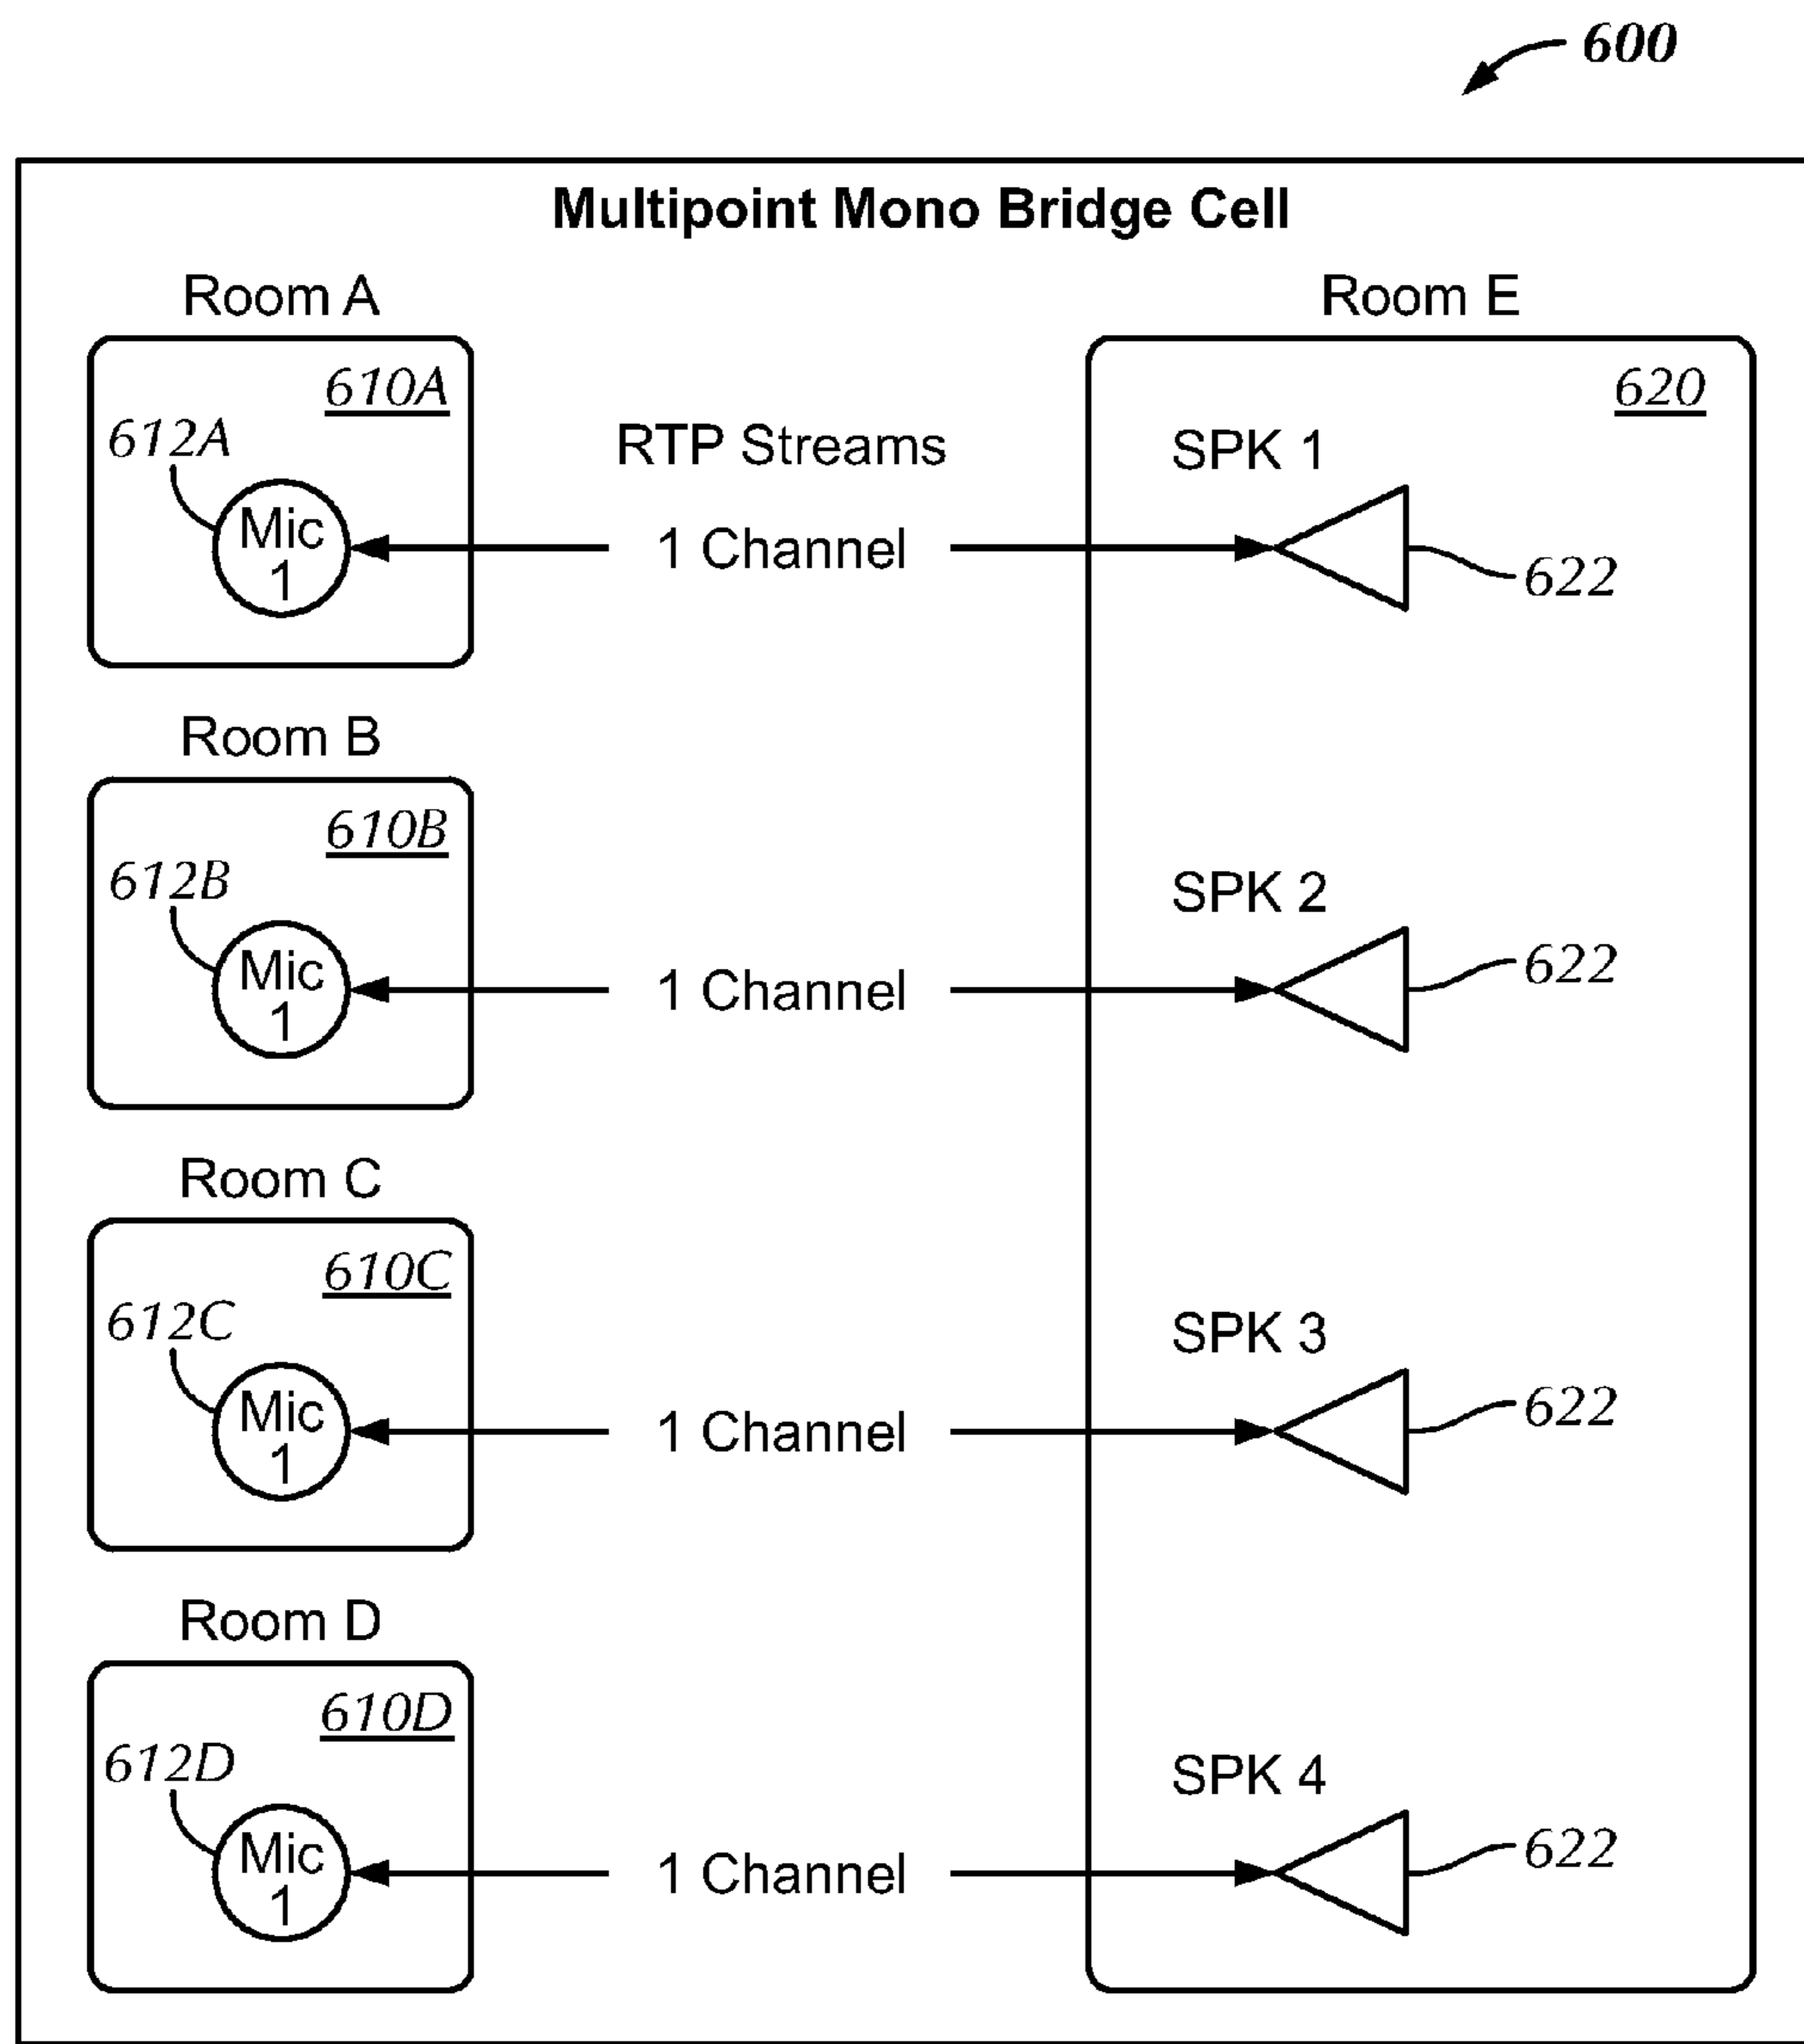 600
Multipoint Mono Bridge Cell
Room A
Room E
610A
620
612A
RTP Streams
SPK 1
Mic
1
1 Channel
622
Room B
610B
612B
SPK 2
Mic
1
1 Channel
622
Room C
610C
612C
SPK 3
Mic
1
1 Channel
622
Room D
610D
612D
SPK 4
Mic
1
1 Channel
622